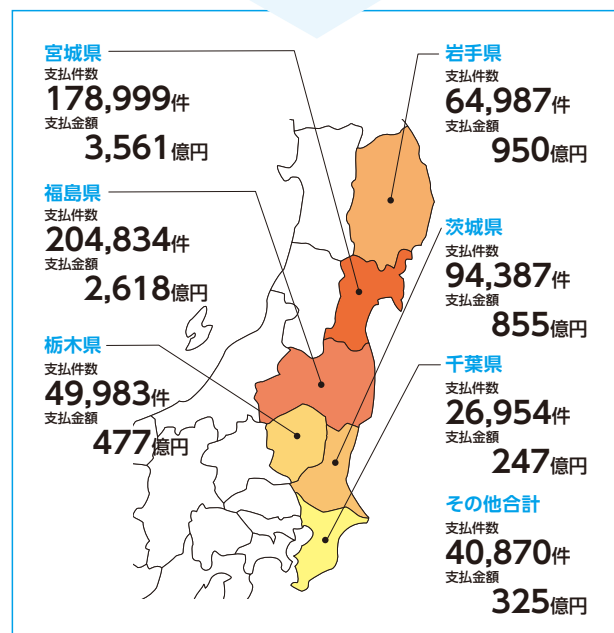 宮城県
支払件数
178,999件
支払金額
3,561億円
福島県
支払件数
204,834件
支払金額
2,618億円
栃木県
支払件数
49,983件
支払金額
477億円
岩手県
支払件数
64,987件
支払金額
950億円
茨城県
支払件数
94,387件
支払金額
855億円
千葉県
支払件数
26,954件
支払金額
247億円
その他合計
支払件数
40,870件
支払金額
325億円